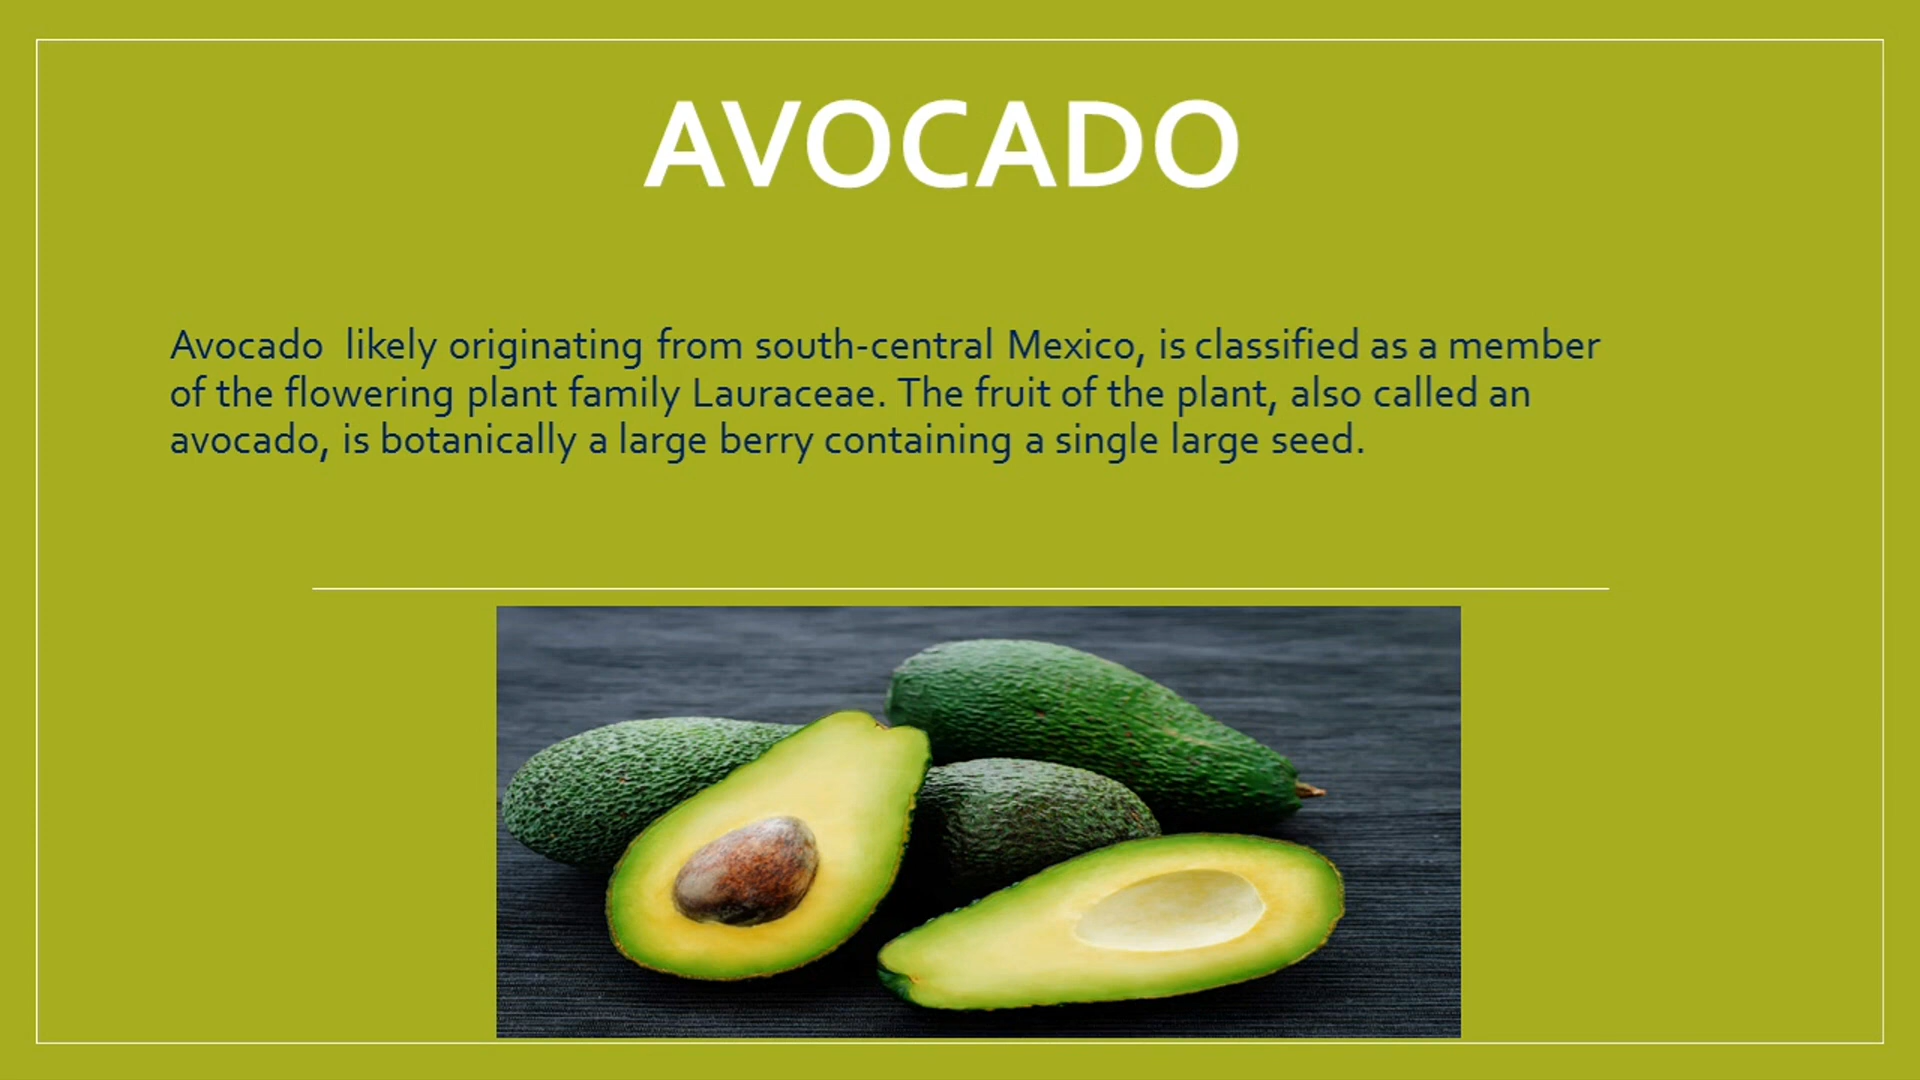 AVOCADO
Avocado likely originating from south-central Mexico, is classified as a member
of the flowering plant family Lauraceae. The fruit of the plant, also called an
avocado, is botanically a large berry containing a single large seed.